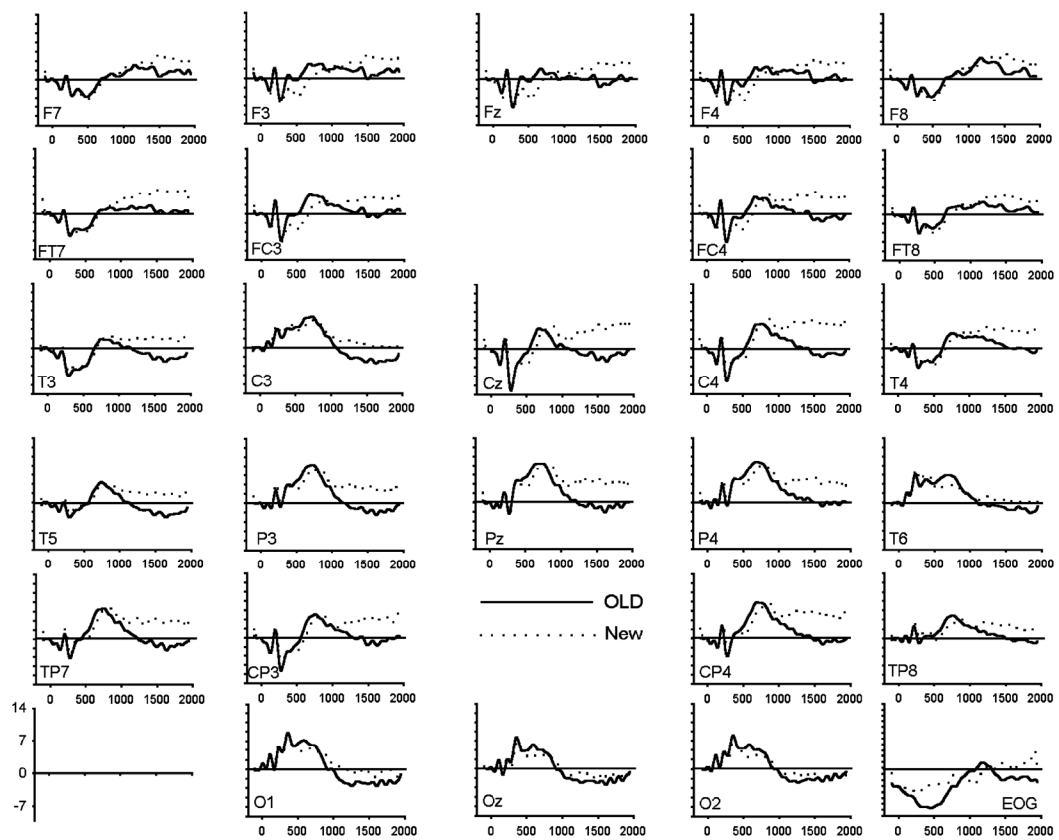 F7 F3 Fz F4 F8
0 500 1000 1500 2000 0 500 1000 1500 2000 0 500 1000 1500 2000 0 500 1000 1500 2000 0 500 1000 1500 2000
FT7 FC3 FC4 FT8
0 500 1000 1500 2000 0 500 1000 1500 2000 0 500 1000 1500 2000 0 500 1000 1500 2000
T3 C3 Cz C4 T4
0 500 1000 1500 2000 0 500 1000 1500 2000 0 500 1000 1500 2000 0 500 1000 1500 2000 0 500 1000 1500 2000
T5 P3 Pz P4 T6
0 500 1000 1500 2000 0 500 1000 1500 2000 0 500 1000 1500 2000 0 500 1000 1500 2000 0 500 1000 1500 2000
OLD
New
TP7 CP3 CP4 TP8
0 500 1000 1500 2000 0 500 1000 1500 2000 0 500 1000 1500 2000 0 500 1000 1500 2000
14
7
0
-7
O1 Oz O2 EOG
0 500 1000 1500 2000 0 500 1000 1500 2000 0 500 1000 1500 2000 0 500 1000 1500 2000